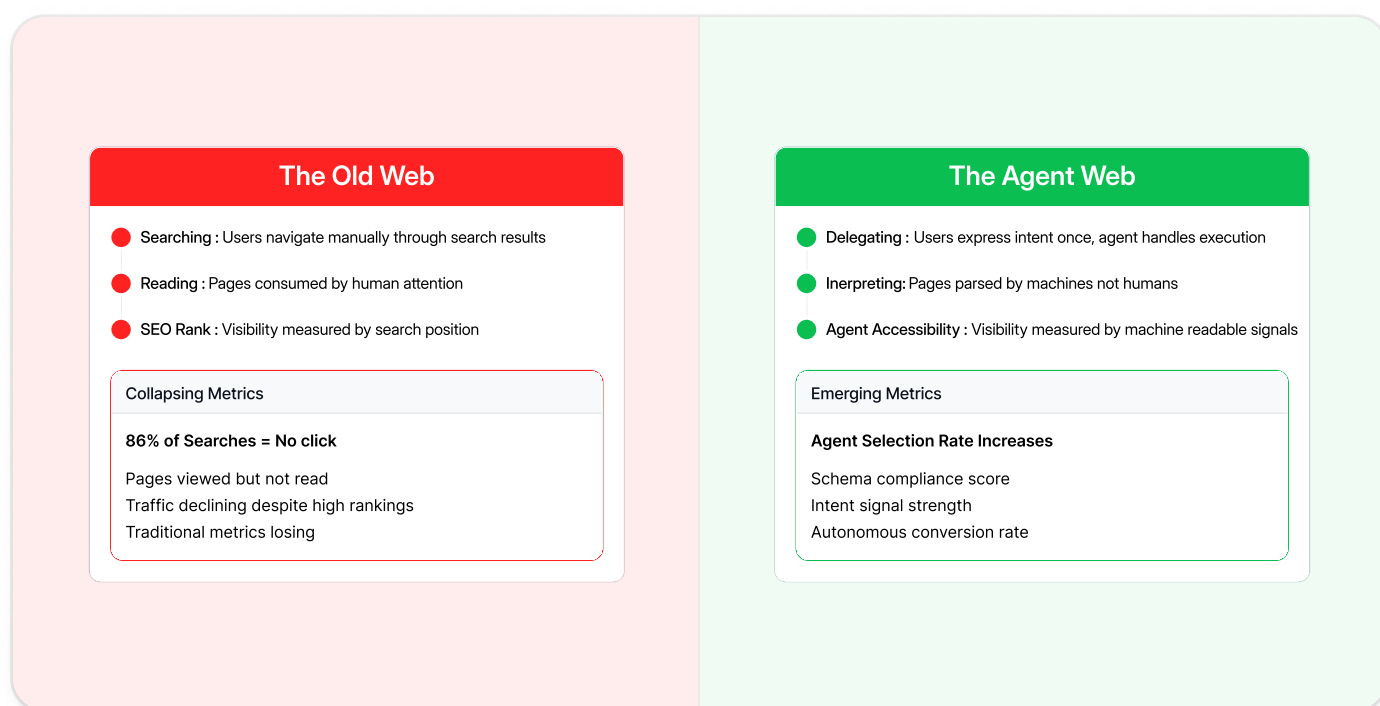 The Old Web
Searching : Users navigate manually through search results
Reading : Pages consumed by human attention
SEO Rank : Visibility measured by search position
Collapsing Metrics
86% of Searches = No click
Pages viewed but not read
Traffic declining despite high rankings
Traditional metrics losing
The Agent Web
Delegating : Users express intent once, agent handles execution
Inerpreting: Pages parsed by machines not humans
Agent Accessibility : Visibility measured by machine readable signals
Emerging Metrics
Agent Selection Rate Increases
Schema compliance score
Intent signal strength
Autonomous conversion rate